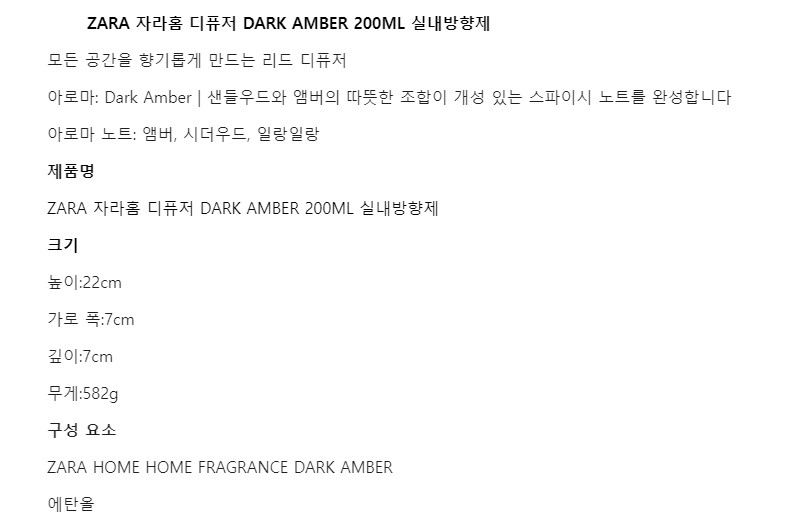 ZARA 자라홈 디퓨저 DARK AMBER 200ML 실내방향제
모든 공간을 향기롭게 만드는 리드 디퓨저
아로마: Dark Amber | 샌들우드와 앰버의 따뜻한 조합이 개성 있는 스파이시 노트를 완성합니다
아로마 노트: 앰버, 시더우드, 일랑일랑
제품명
ZARA 자라홈 디퓨저 DARK AMBER 200ML 실내방향제
크기
높이:22cm
가로 폭:7cm
깊이:7cm
무게:582g
구성 요소
ZARA HOME HOME FRAGRANCE DARK AMBER
에탄올